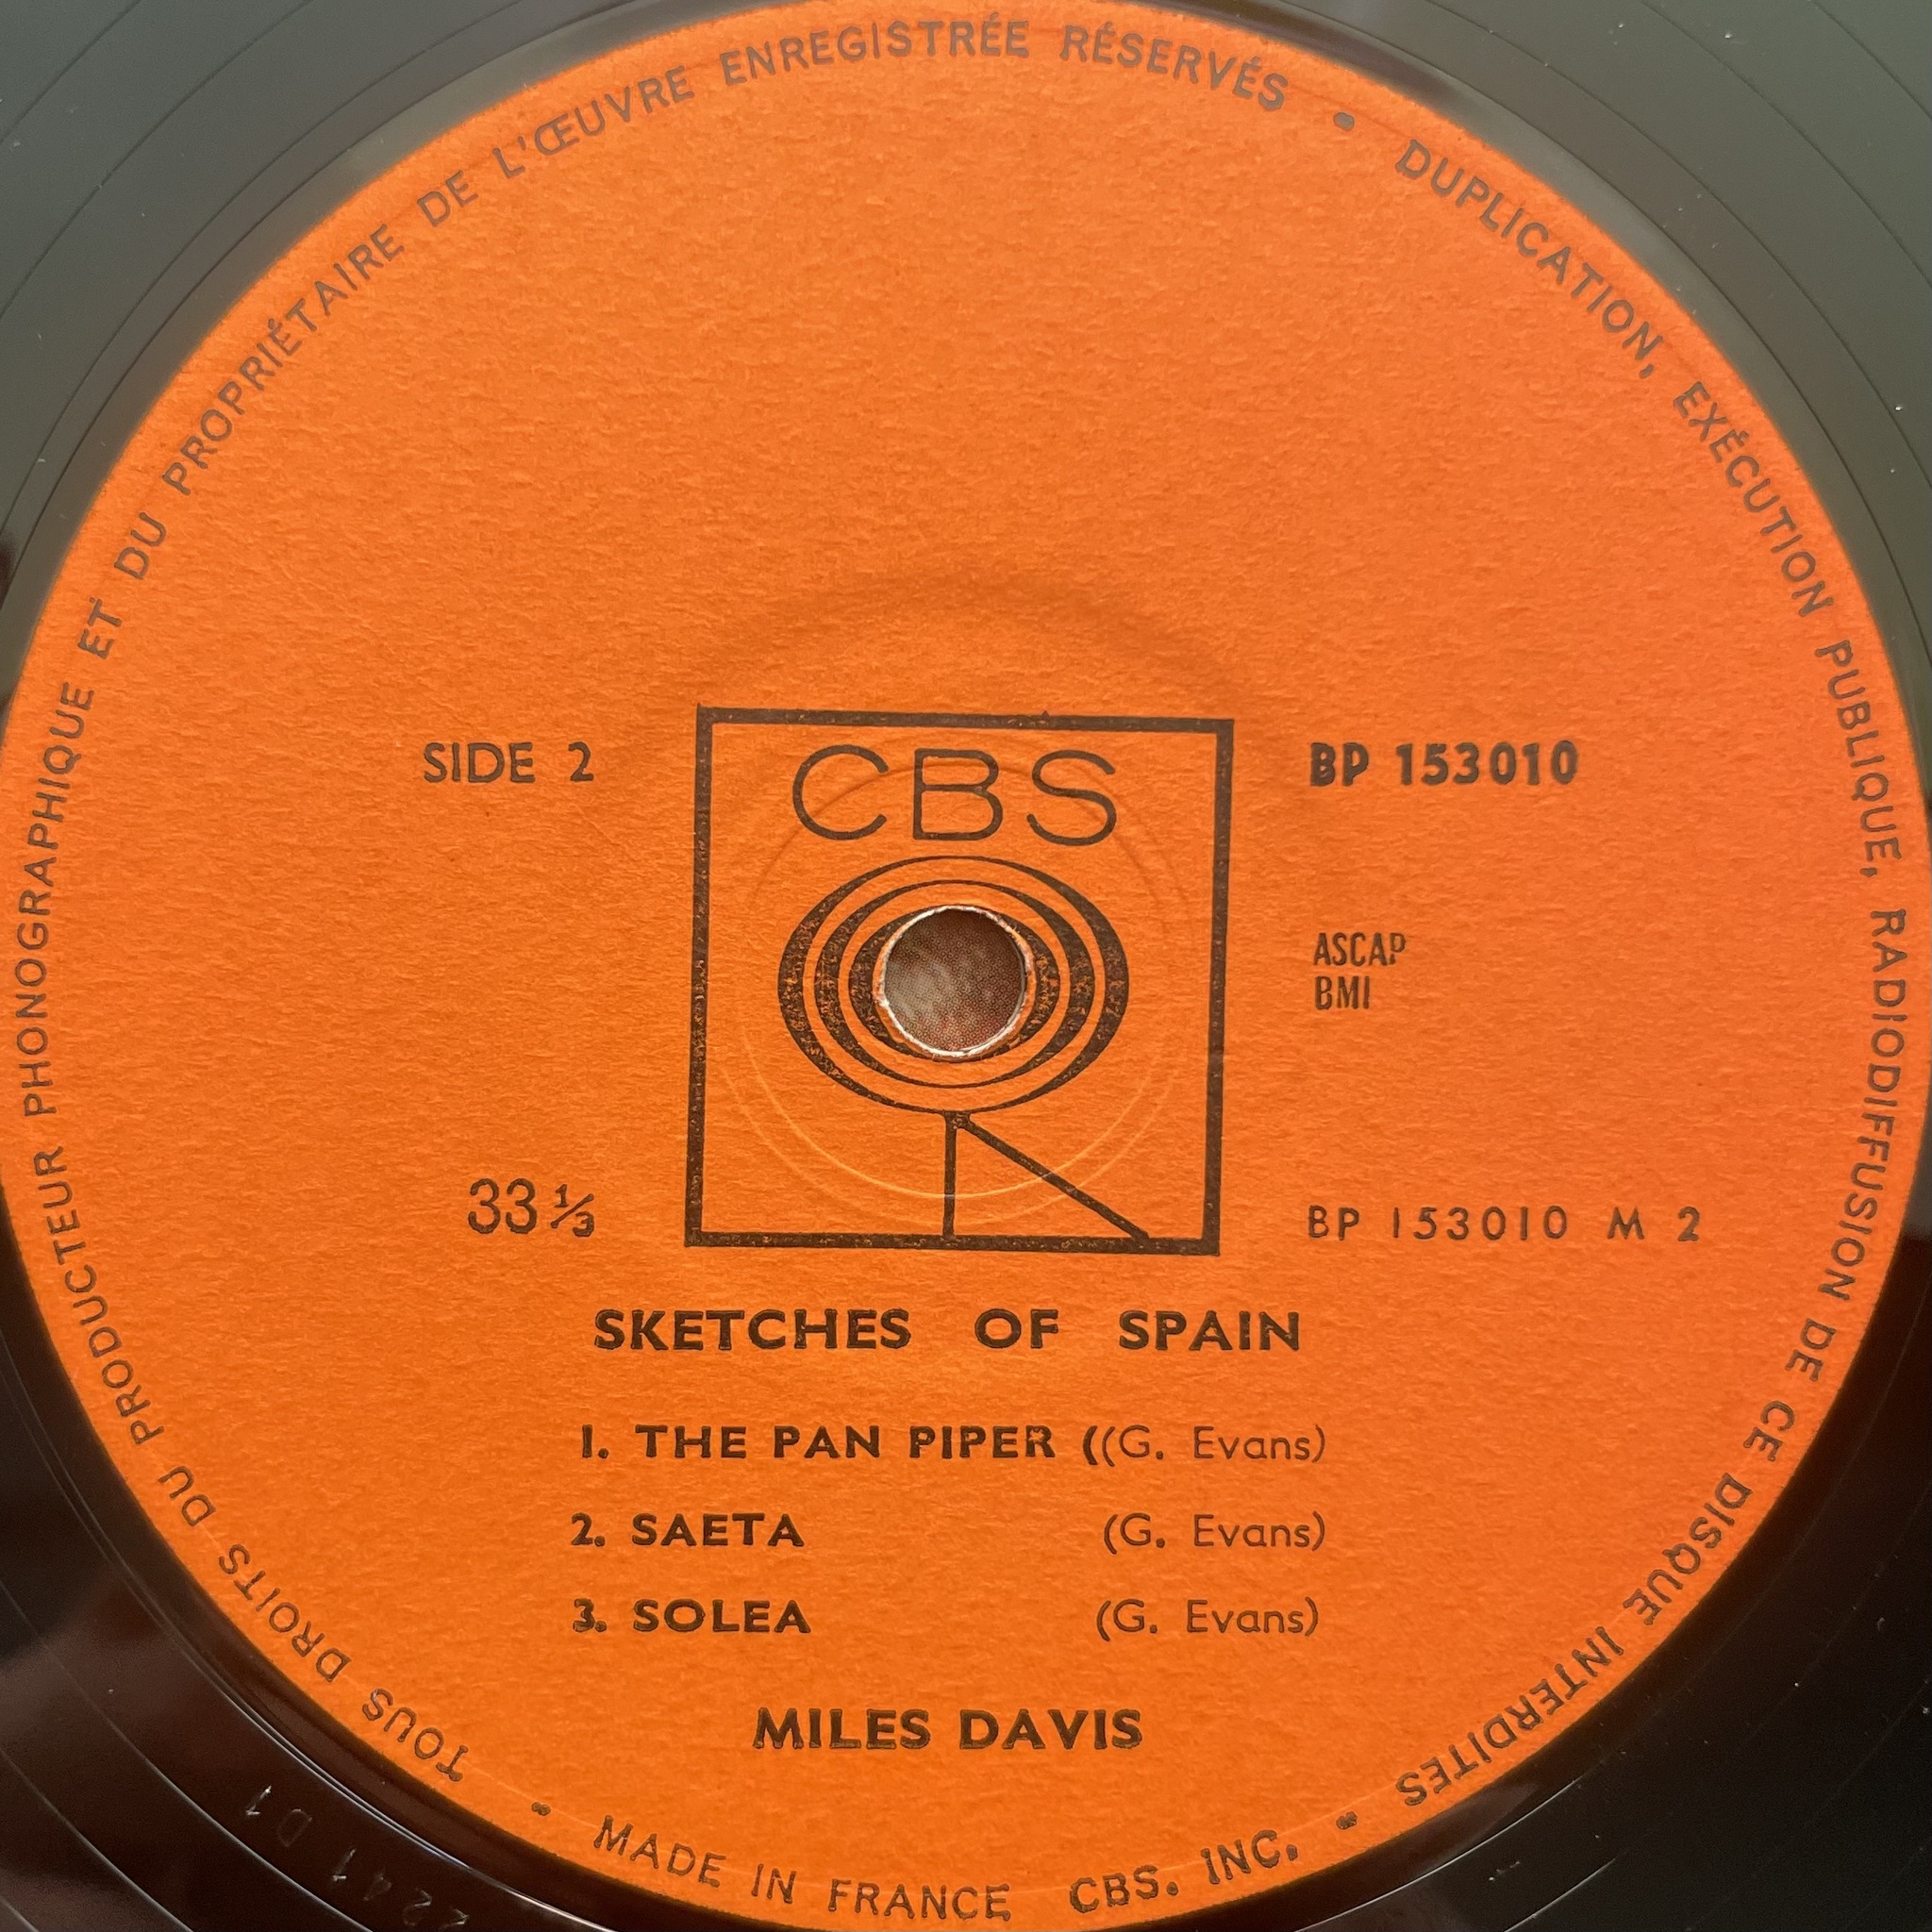 TOUS DROITS DU PRODUCTEUR PHONOGRAPHIQUE ET DU PROPRIÉTAIRE DE L'ŒUVRE ENREGISTRÉE RÉSERVÉS • DUPLICATION, EXÉCUTION PUBLIQUE, RADIODIFFUSION DE CE DISQUE INTERDITES •
CBS
SIDE 2
BP 153010
ASCAP
BMI
33 1/3
BP 153010 M 2
SKETCHES OF SPAIN
1. THE PAN PIPER ((G. Evans)
2. SAETA (G. Evans)
3. SOLEA (G. Evans)
MILES DAVIS
• MADE IN FRANCE CBS. INC.